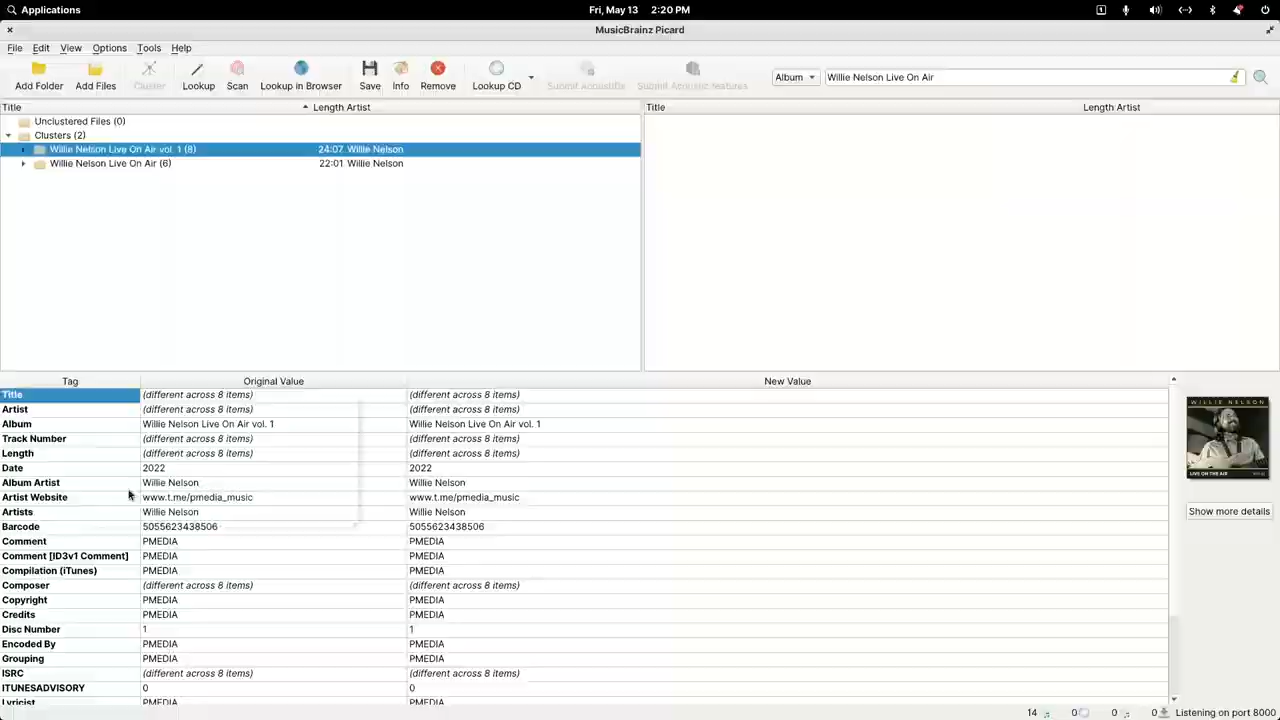 Applications
Fri, May 13 2:20 PM
MusicBrainz Picard
File Edit View Options Tools Help
Add Folder Add Files Cluster Lookup Scan Lookup in Browser Save Info Remove Lookup CD Submit AcoustIDs Submit Acoustic features Album Willie Nelson Live On Air
Title Length Artist Title Length Artist
Unclustered Files (0)
Clusters (2)
Willie Nelson Live On Air vol. 1 (8) 24:07 Willie Nelson
Willie Nelson Live On Air (6) 22:01 Willie Nelson
Tag Original Value New Value
Title (different across 8 items) (different across 8 items)
Artist (different across 8 items) (different across 8 items)
Album Willie Nelson Live On Air vol. 1 Willie Nelson Live On Air vol. 1
Track Number (different across 8 items) (different across 8 items)
Length (different across 8 items) (different across 8 items)
Date 2022 2022
Album Artist Willie Nelson Willie Nelson
Artist Website www.t.me/pmedia_music www.t.me/pmedia_music
Artists Willie Nelson Willie Nelson
Barcode 5055623438506 5055623438506
Comment PMEDIA PMEDIA
Comment [ID3v1 Comment] PMEDIA PMEDIA
Compilation (iTunes) PMEDIA PMEDIA
Composer (different across 8 items) (different across 8 items)
Copyright PMEDIA PMEDIA
Credits PMEDIA PMEDIA
Disc Number 1 1
Encoded By PMEDIA PMEDIA
Grouping PMEDIA PMEDIA
ISRC (different across 8 items) (different across 8 items)
ITUNESADVISORY 0 0
Lyricist PMEDIA PMEDIA
WILLIE NELSON
LIVE ON THE AIR
Show more details
14 0 0 0 Listening on port 8000